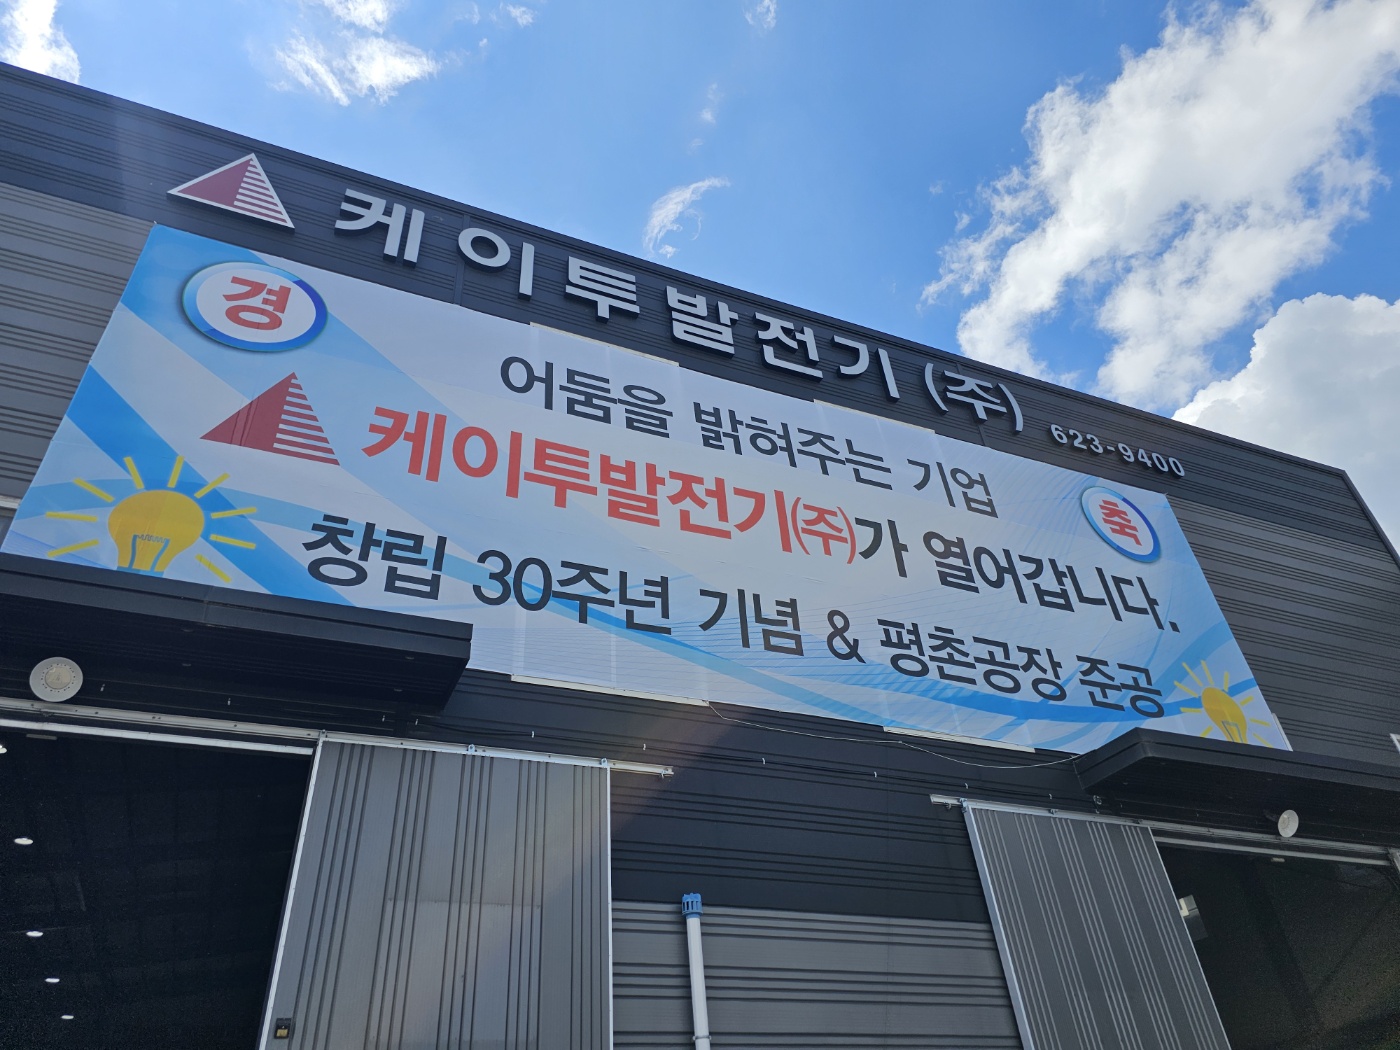 케이투발전기(주)
623-9400
경 축
어둠을 밝혀주는 기업
케이투발전기(주)가 열어갑니다.
창립 30주년 기념 & 평촌공장 준공